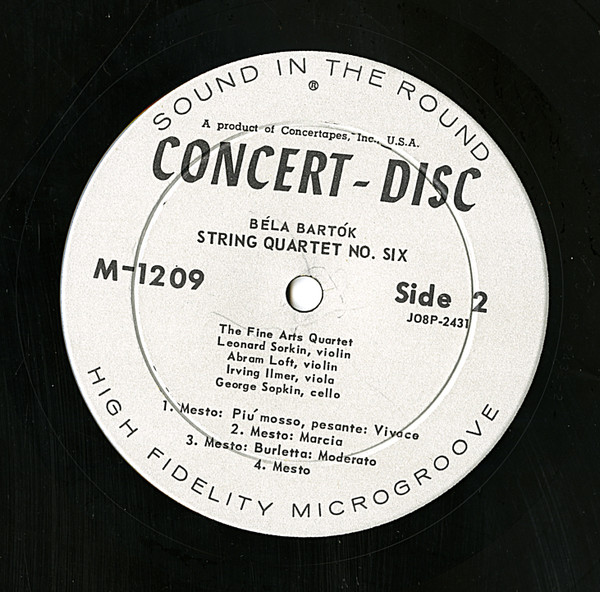 SOUND IN THE ROUND
®
A product of Concertapes, Inc., U.S.A.
CONCERT-DISC
BÉLA BARTÓK
STRING QUARTET NO. SIX
M-1209
Side 2
JO8P-2431
The Fine Arts Quartet
Leonard Sorkin, violin
Abram Loft, violin
Irving Ilmer, viola
George Sopkin, cello
1. Mesto: Piú mosso, pesante: Vivace
2. Mesto: Marcia
3. Mesto: Burletta: Moderato
4. Mesto
HIGH FIDELITY MICROGROOVE